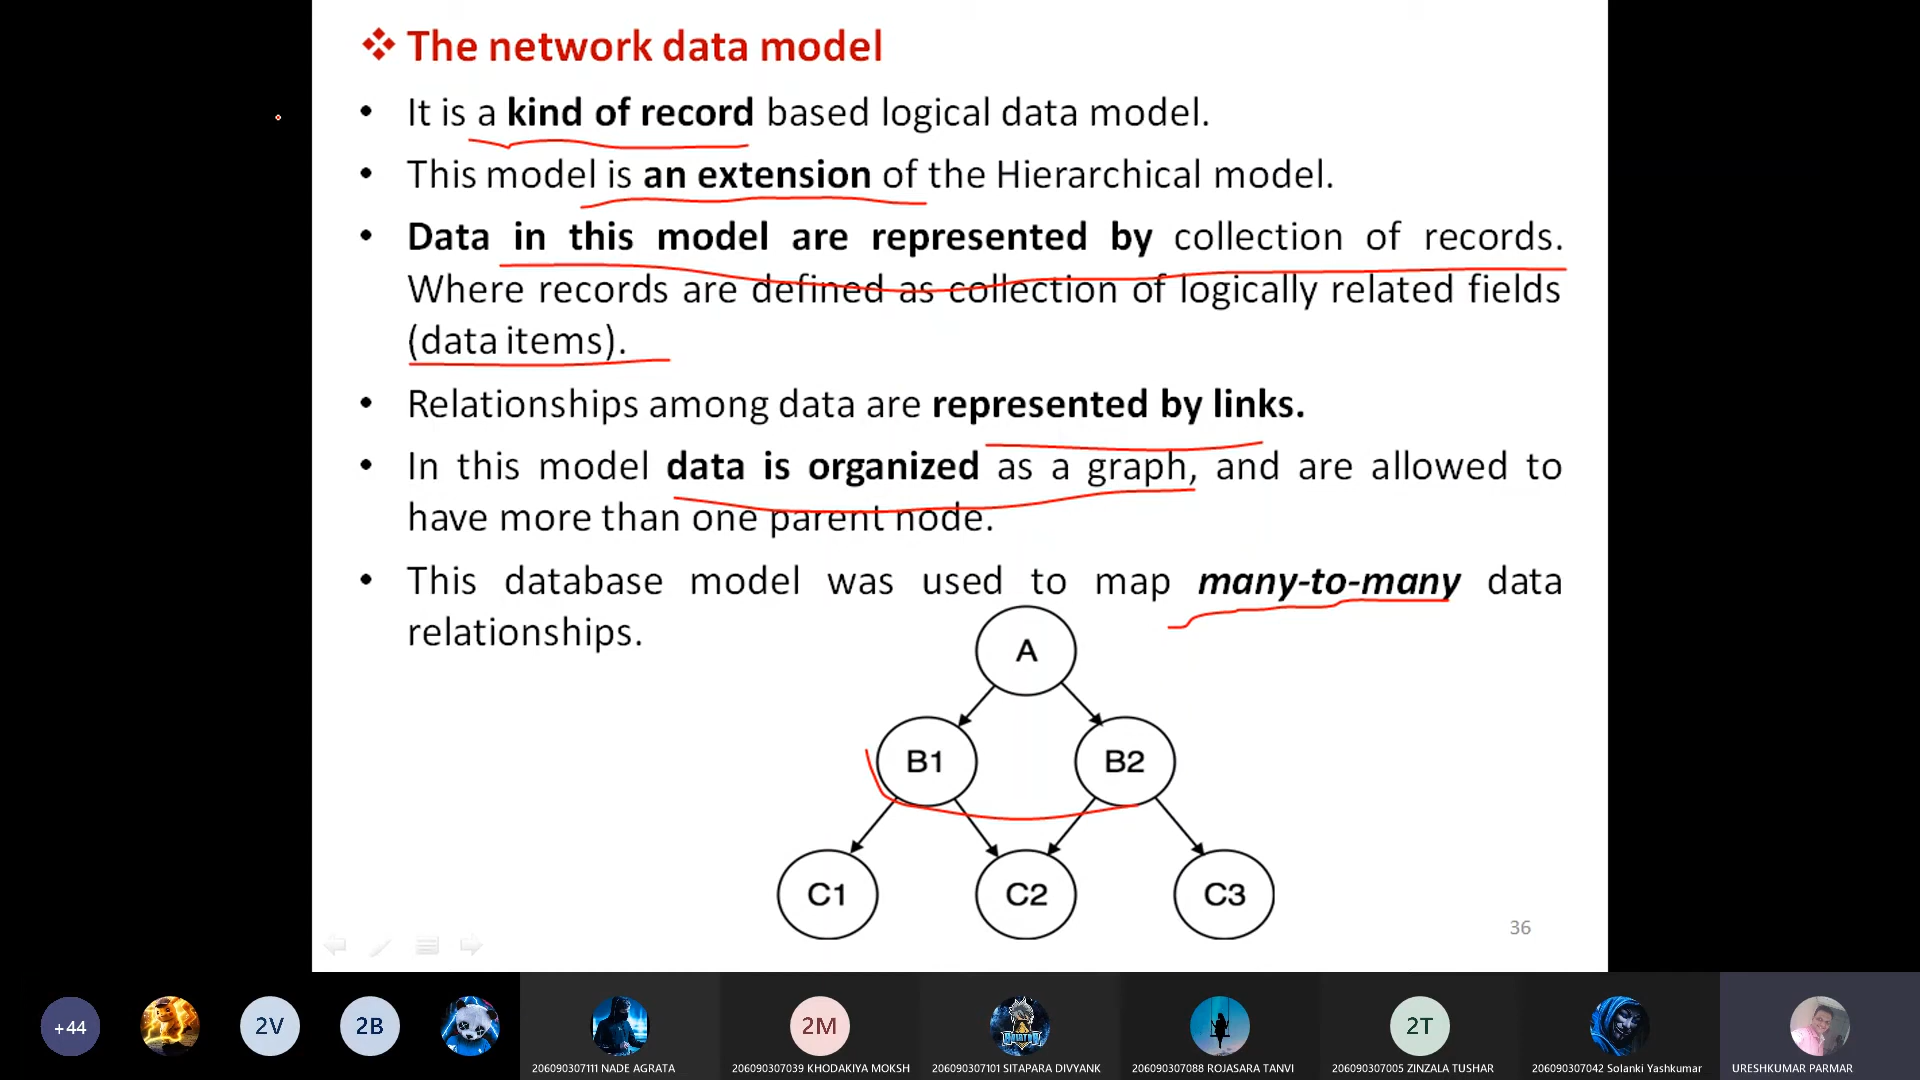 ❖ The network data model
• It is a kind of record based logical data model.
• This model is an extension of the Hierarchical model.
• Data in this model are represented by collection of records.
Where records are defined as collection of logically related fields
(data items).
• Relationships among data are represented by links.
• In this model data is organized as a graph, and are allowed to
have more than one parent node.
• This database model was used to map many-to-many data
relationships.
A
B1 B2
C1 C2 C3
36
+44 2V 2B 2M 2T
206090307111 NADE AGRATA 206090307039 KHODAKIYA MOKSH 206090307101 SITAPARA DIVYANK 206090307088 ROJASARA TANVI 206090307005 ZINZALA TUSHAR 206090307042 Solanki Yashkumar URESHKUMAR PARMAR